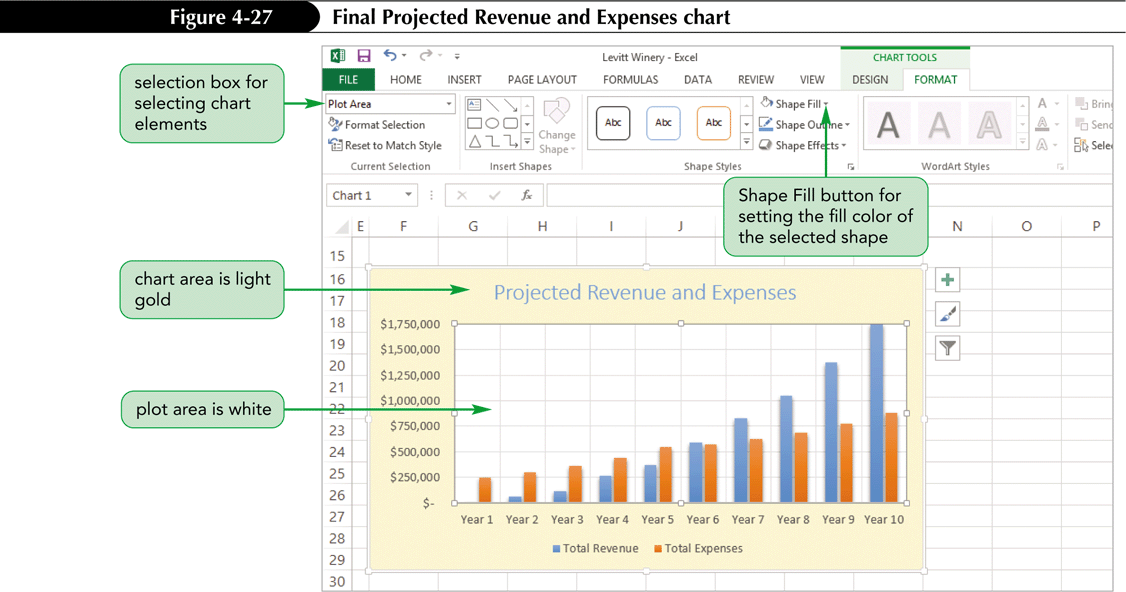 Figure 4-27 Final Projected Revenue and Expenses chart
selection box for
selecting chart
elements
Levitt Winery - Excel
CHART TOOLS
FILE HOME INSERT PAGE LAYOUT FORMULAS DATA REVIEW VIEW DESIGN FORMAT
Plot Area
Format Selection
Reset to Match Style
Current Selection
Change
Shape
Insert Shapes
Abc Abc Abc
Shape Fill
Shape Outline
Shape Effects
Shape Styles
A A A
A
A
A
WordArt Styles
Shape Fill button for
setting the fill color of
the selected shape
Chart 1
fx
E F G H I J N O P
15
16
17
18
19
20
21
22
23
24
25
26
27
28
29
30
chart area is light
gold
plot area is white
Projected Revenue and Expenses
$1,750,000
$1,500,000
$1,250,000
$1,000,000
$750,000
$500,000
$250,000
$-
Year 1 Year 2 Year 3 Year 4 Year 5 Year 6 Year 7 Year 8 Year 9 Year 10
Total Revenue Total Expenses